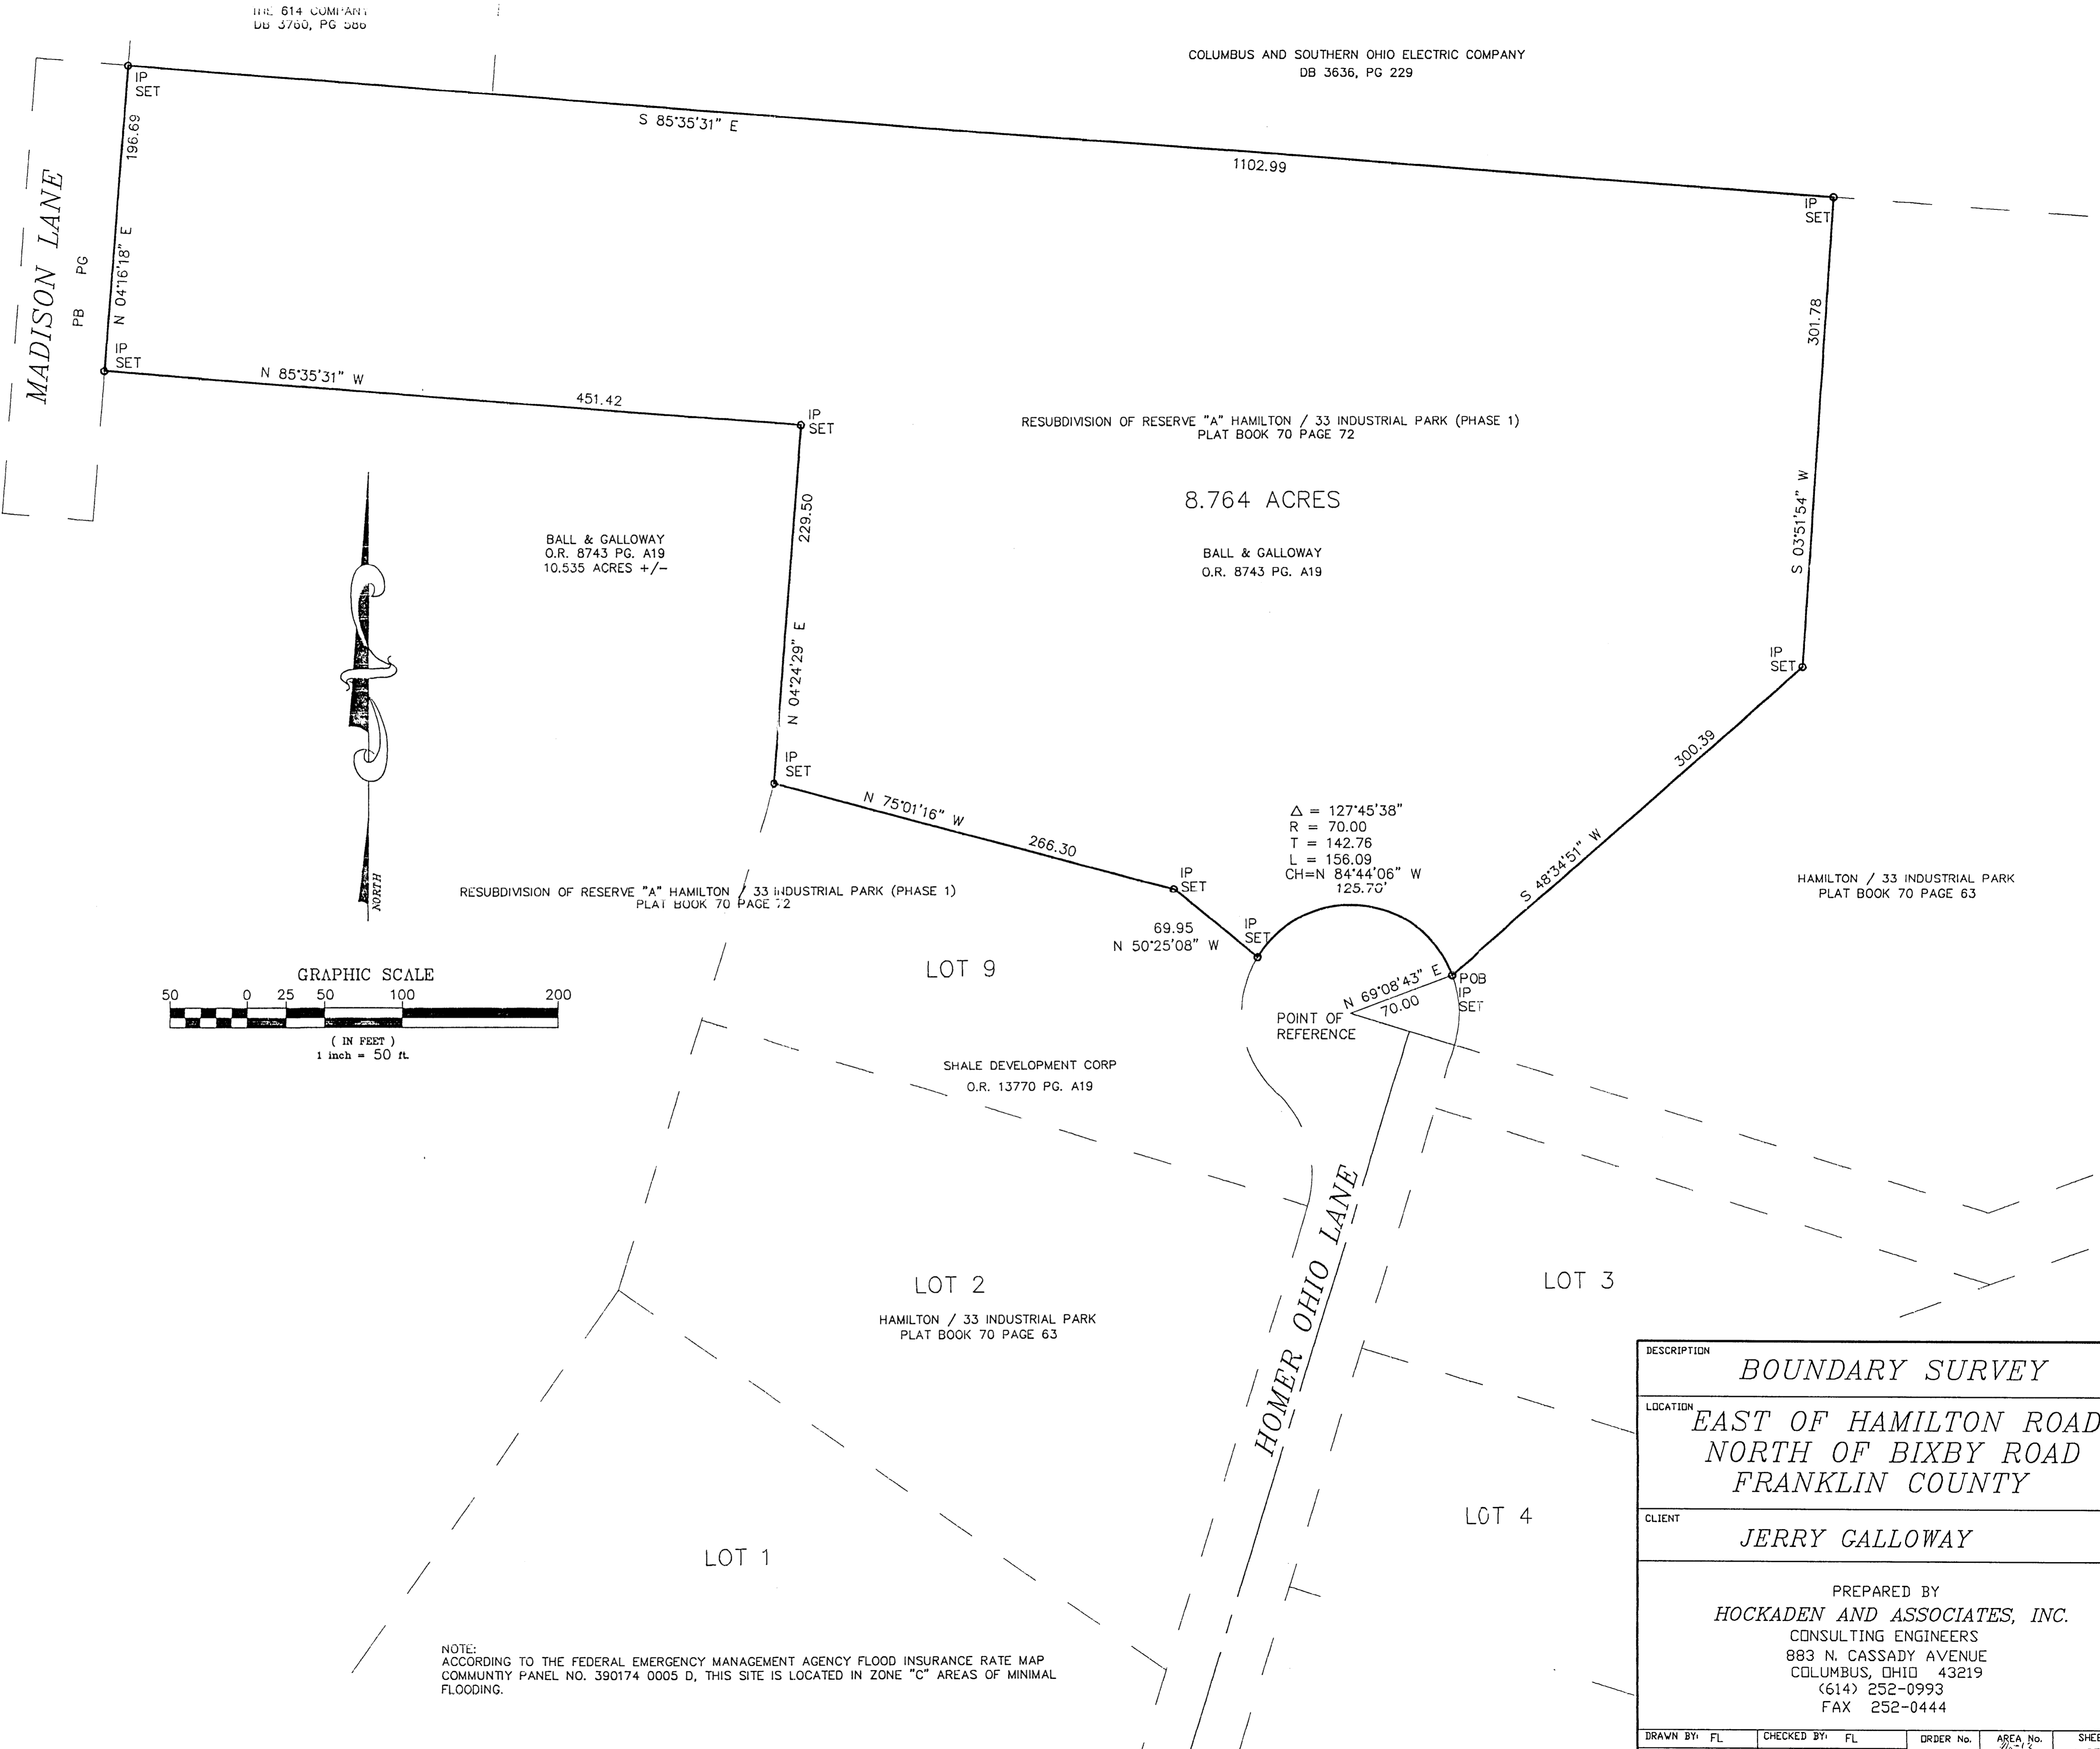 THE 614 COMPANY
DB 3760, PG 586
COLUMBUS AND SOUTHERN OHIO ELECTRIC COMPANY
DB 3636, PG 229
IP
SET
S 85°35'31" E
1102.99
IP
SET
196.69
N 04°16'18" E
MADISON LANE
PB PG
IP
SET
N 85°35'31" W
451.42
IP
SET
301.78
S 03°51'54" W
RESUBDIVISION OF RESERVE "A" HAMILTON / 33 INDUSTRIAL PARK (PHASE 1)
PLAT BOOK 70 PAGE 72
8.764 ACRES
BALL & GALLOWAY
O.R. 8743 PG. A19
BALL & GALLOWAY
O.R. 8743 PG. A19
10.535 ACRES +/-
229.50
N 04°24'29" E
IP
SET
IP
SET
300.39
S 48°34'51" W
N 75°01'16" W
266.30
IP
SET
Δ = 127°45'38"
R = 70.00
T = 142.76
L = 156.09
CH=N 84°44'06" W
125.70'
HAMILTON / 33 INDUSTRIAL PARK
PLAT BOOK 70 PAGE 63
NORTH
RESUBDIVISION OF RESERVE "A" HAMILTON / 33 INDUSTRIAL PARK (PHASE 1)
PLAT BOOK 70 PAGE 72
69.95
N 50°25'08" W
IP
SET
LOT 9
N 69°08'43" E
70.00
POB
IP
SET
POINT OF
REFERENCE
GRAPHIC SCALE
50 0 25 50 100 200
( IN FEET )
1 inch = 50 ft.
SHALE DEVELOPMENT CORP
O.R. 13770 PG. A19
HOMER OHIO LANE
LOT 2
HAMILTON / 33 INDUSTRIAL PARK
PLAT BOOK 70 PAGE 63
LOT 3
LOT 4
LOT 1
NOTE:
ACCORDING TO THE FEDERAL EMERGENCY MANAGEMENT AGENCY FLOOD INSURANCE RATE MAP
COMMUNTIY PANEL NO. 390174 0005 D, THIS SITE IS LOCATED IN ZONE "C" AREAS OF MINIMAL
FLOODING.
DESCRIPTION
BOUNDARY SURVEY
LOCATION
EAST OF HAMILTON ROAD
NORTH OF BIXBY ROAD
FRANKLIN COUNTY
CLIENT
JERRY GALLOWAY
PREPARED BY
HOCKADEN AND ASSOCIATES, INC.
CONSULTING ENGINEERS
883 N. CASSADY AVENUE
COLUMBUS, OHIO 43219
(614) 252-0993
FAX 252-0444
DRAWN BY: FL CHECKED BY: FL ORDER No. AREA No.